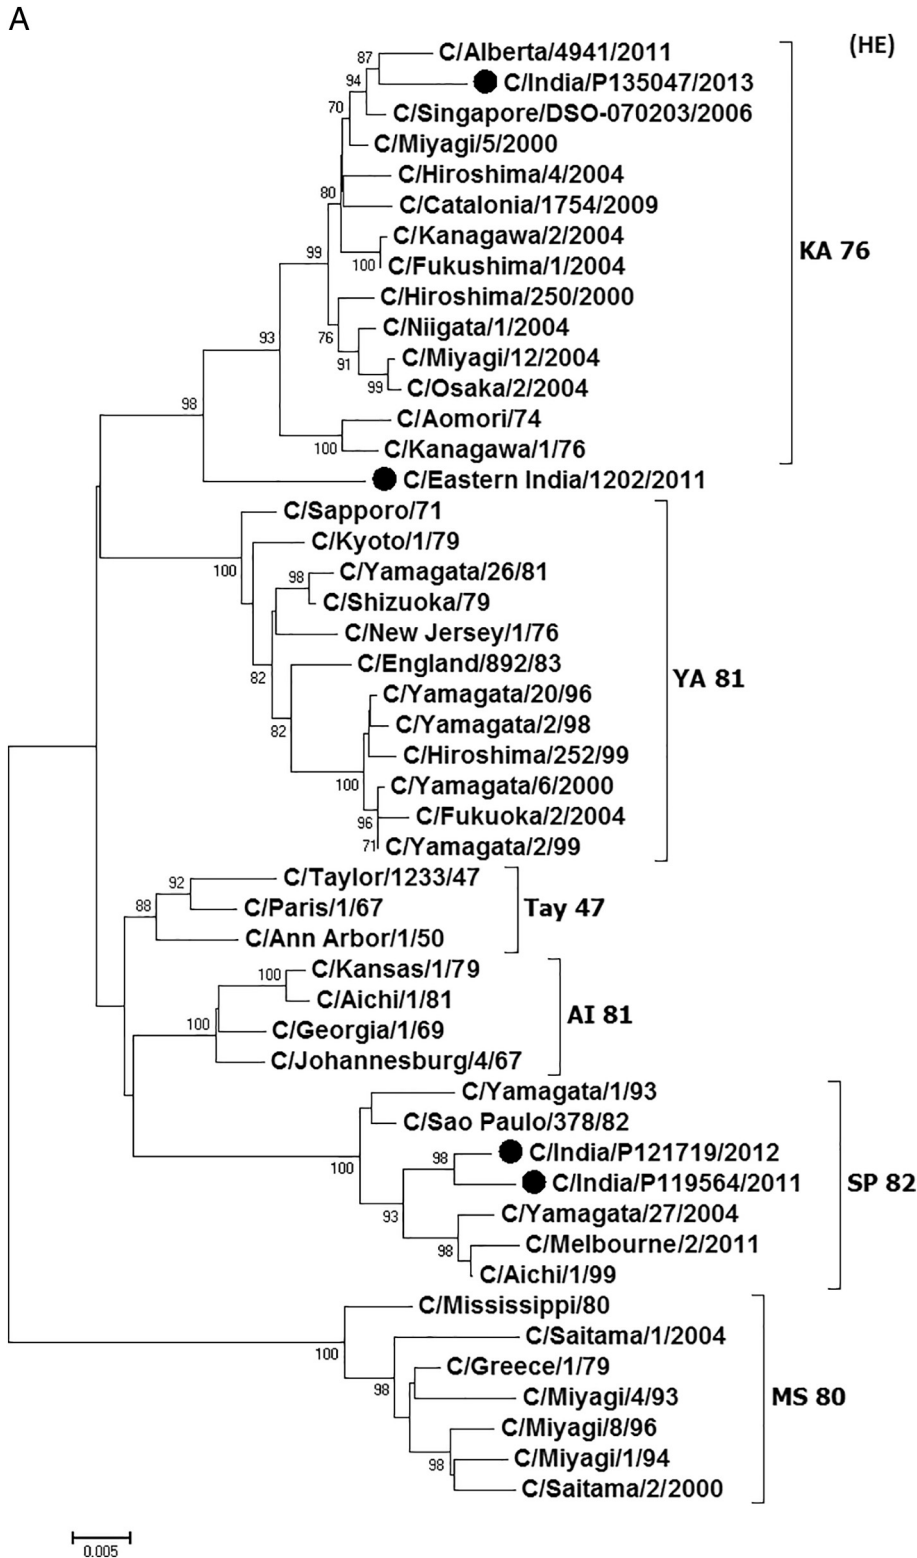 A
(HE)
87
C/Alberta/4941/2011
94
C/India/P135047/2013
70
C/Singapore/DSO-070203/2006
C/Miyagi/5/2000
C/Hiroshima/4/2004
80
C/Catalonia/1754/2009
C/Kanagawa/2/2004
99
100
C/Fukushima/1/2004
KA 76
C/Hiroshima/250/2000
93
76
C/Niigata/1/2004
91
C/Miyagi/12/2004
99
C/Osaka/2/2004
98
C/Aomori/74
100
C/Kanagawa/1/76
C/Eastern India/1202/2011
C/Sapporo/71
C/Kyoto/1/79
100
98
C/Yamagata/26/81
C/Shizuoka/79
C/New Jersey/1/76
82
C/England/892/83
YA 81
C/Yamagata/20/96
82
C/Yamagata/2/98
C/Hiroshima/252/99
100
C/Yamagata/6/2000
96
C/Fukuoka/2/2004
71
C/Yamagata/2/99
92
C/Taylor/1233/47
88
C/Paris/1/67
Tay 47
C/Ann Arbor/1/50
100
C/Kansas/1/79
C/Aichi/1/81
AI 81
100
C/Georgia/1/69
C/Johannesburg/4/67
C/Yamagata/1/93
C/Sao Paulo/378/82
100
98
C/India/P121719/2012
C/India/P119564/2011
SP 82
93
C/Yamagata/27/2004
98
C/Melbourne/2/2011
C/Aichi/1/99
C/Mississippi/80
100
C/Saitama/1/2004
98
C/Greece/1/79
C/Miyagi/4/93
MS 80
C/Miyagi/8/96
98
C/Miyagi/1/94
C/Saitama/2/2000
0.005